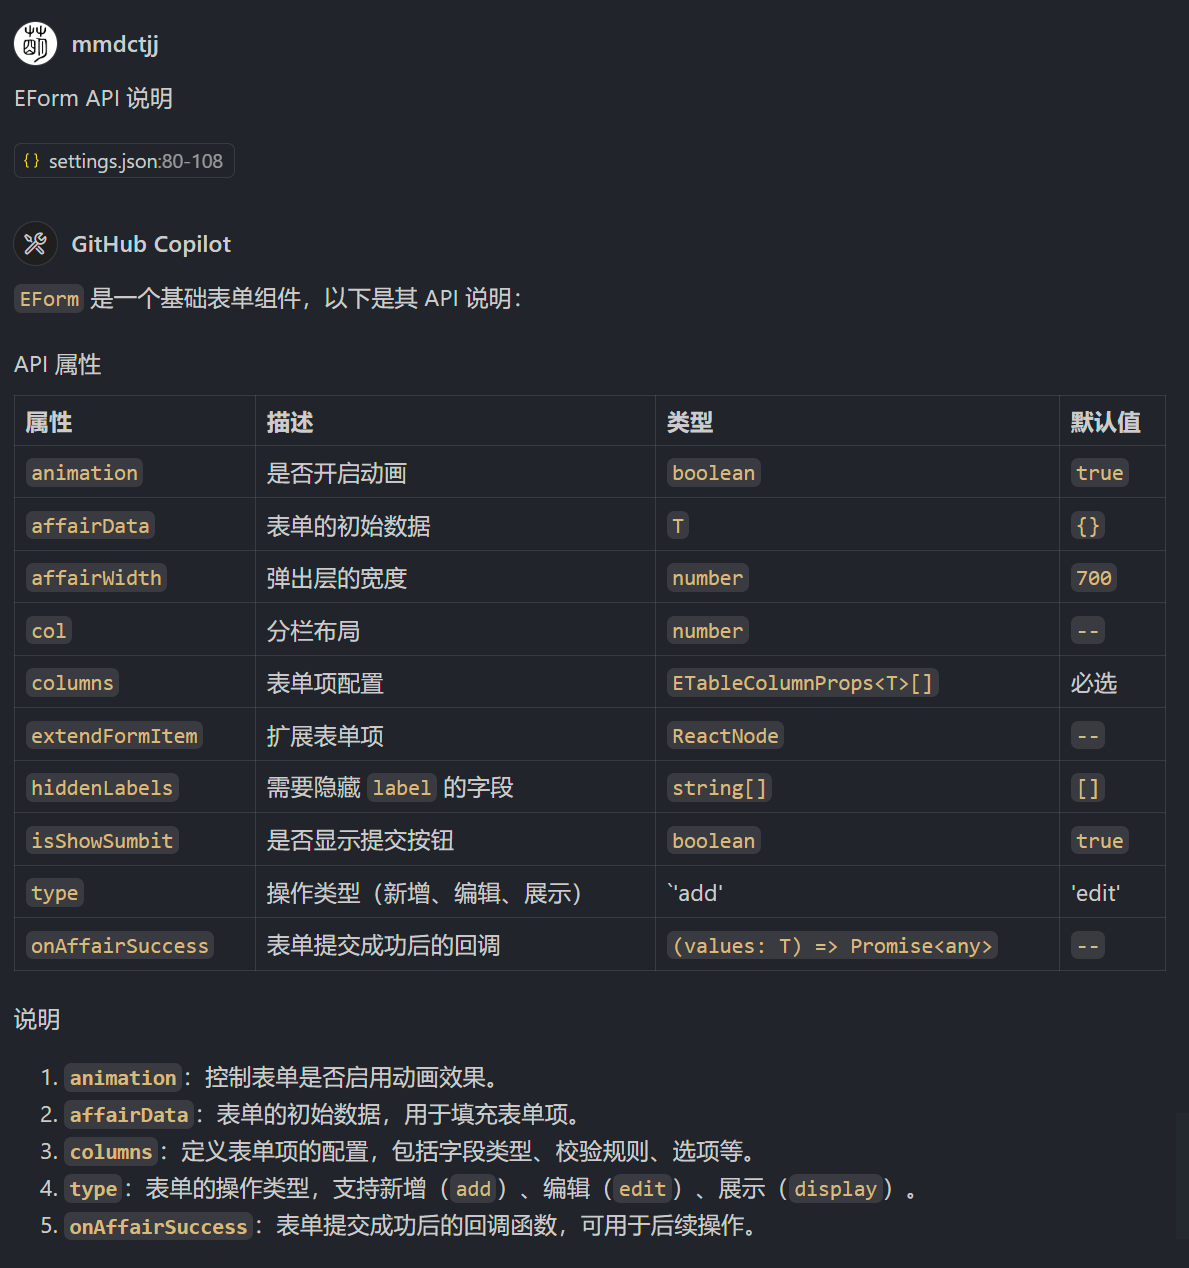 mmdctjj
EForm API 说明
{} settings.json:80-108
GitHub Copilot
EForm 是一个基础表单组件，以下是其 API 说明：
API 属性
属性 描述 类型 默认值
animation 是否开启动画 boolean true
affairData 表单的初始数据 T {}
affairWidth 弹出层的宽度 number 700
col 分栏布局 number --
columns 表单项配置 ETableColumnProps<T>[] 必选
extendFormItem 扩展表单项 ReactNode --
hiddenLabels 需要隐藏 label 的字段 string[] []
isShowSumbit 是否显示提交按钮 boolean true
type 操作类型（新增、编辑、展示） `'add' 'edit'
onAffairSuccess 表单提交成功后的回调 (values: T) => Promise<any> --
说明
1. animation：控制表单是否启用动画效果。
2. affairData：表单的初始数据，用于填充表单项。
3. columns：定义表单项的配置，包括字段类型、校验规则、选项等。
4. type：表单的操作类型，支持新增（add）、编辑（edit）、展示（display）。
5. onAffairSuccess：表单提交成功后的回调函数，可用于后续操作。